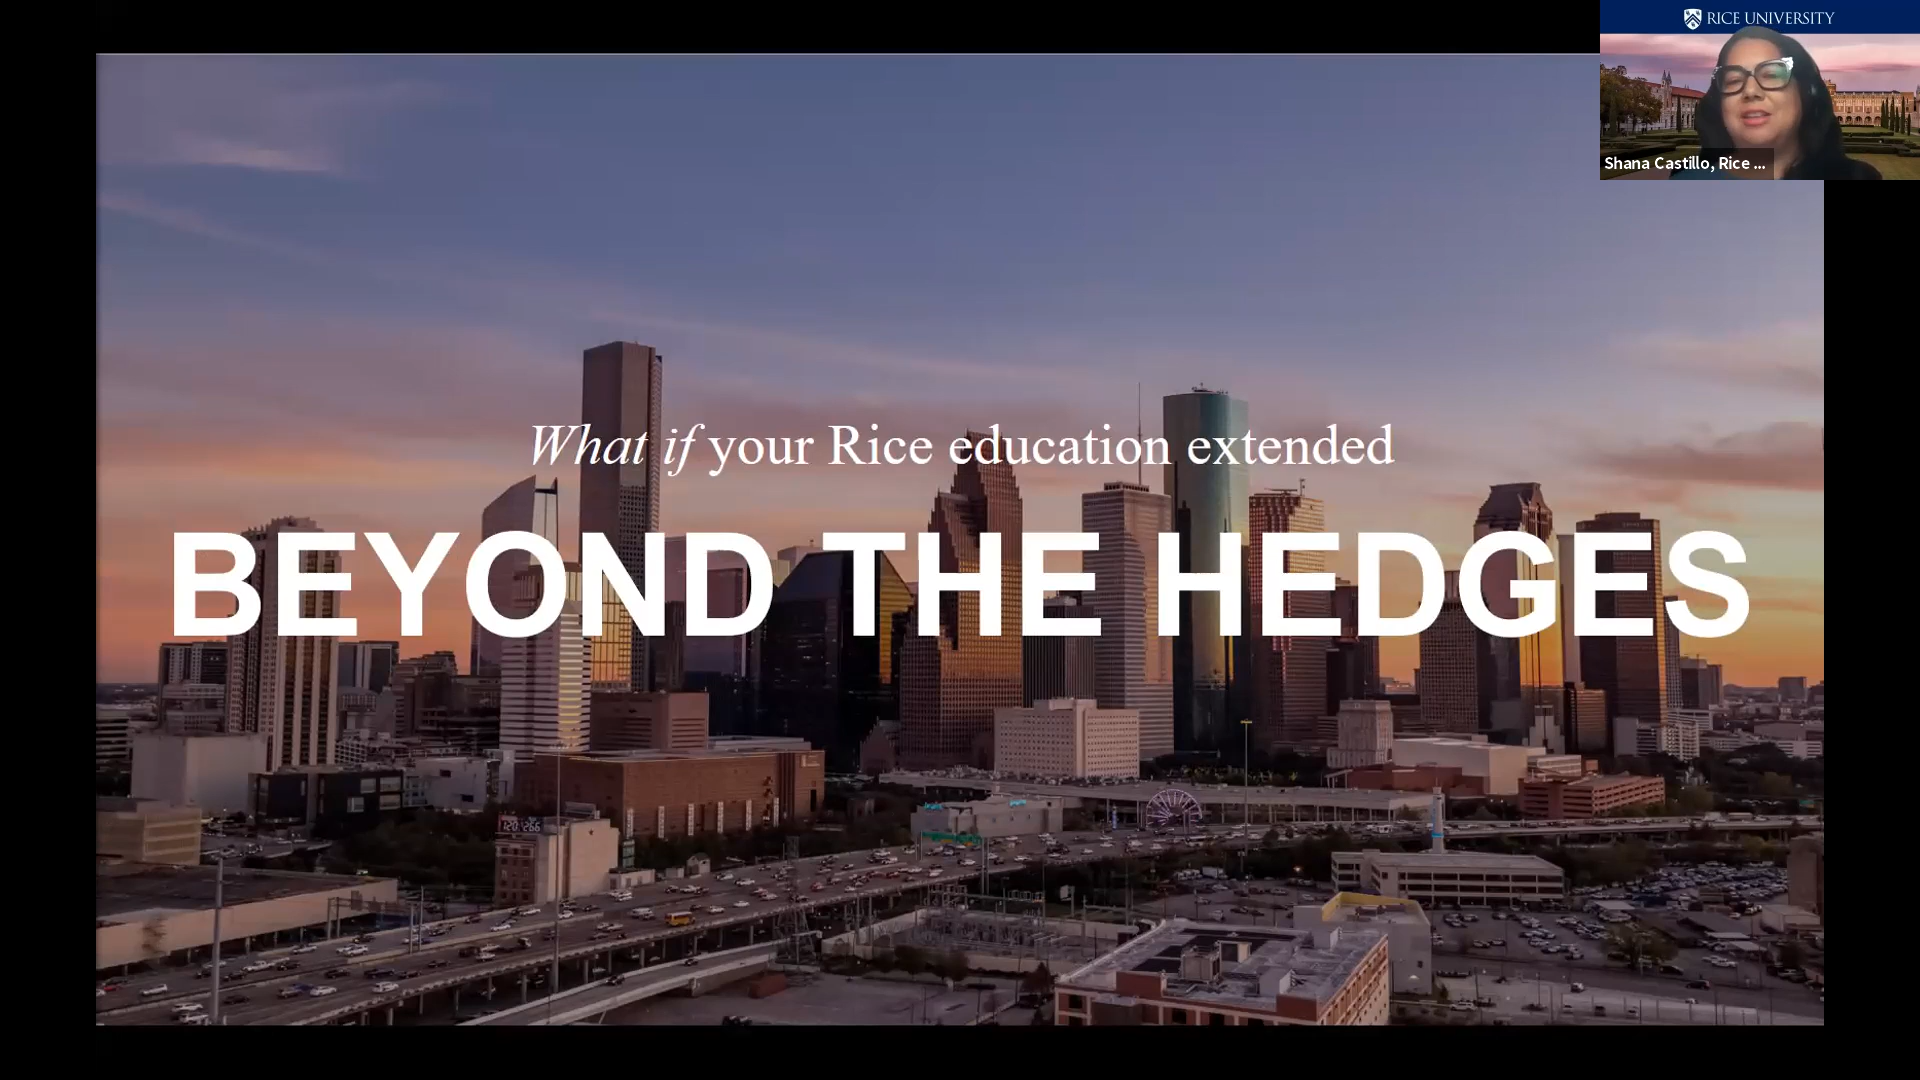 RICE UNIVERSITY
Shana Castillo, Rice ...
What if your Rice education extended
BEYOND THE HEDGES